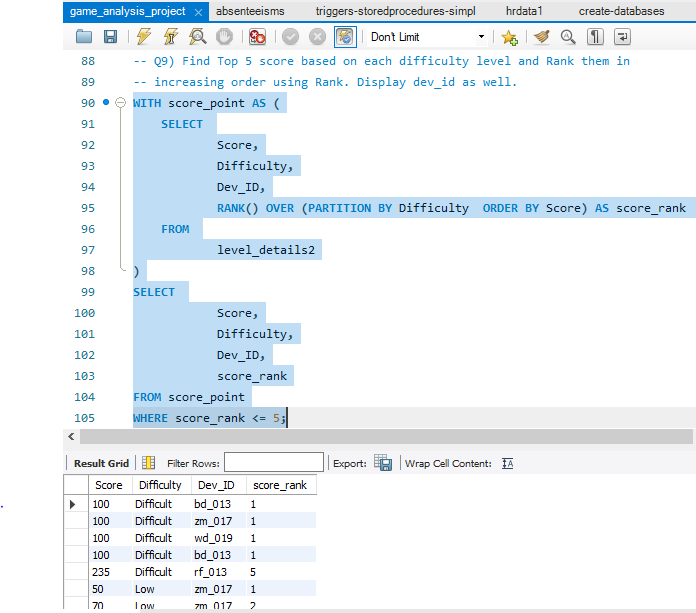 game_analysis_project × absenteeisms triggers-storedprocedures-simpl hrdata1 create-databases
Don't Limit
88 -- Q9) Find Top 5 score based on each difficulty level and Rank them in
89 -- increasing order using Rank. Display dev_id as well.
90 WITH score_point AS (
91 SELECT
92 Score,
93 Difficulty,
94 Dev_ID,
95 RANK() OVER (PARTITION BY Difficulty ORDER BY Score) AS score_rank
96 FROM
97 level_details2
98 )
99 SELECT
100 Score,
101 Difficulty,
102 Dev_ID,
103 score_rank
104 FROM score_point
105 WHERE score_rank <= 5;
Result Grid Filter Rows: Export: Wrap Cell Content:
Score Difficulty Dev_ID score_rank
100 Difficult bd_013 1
100 Difficult zm_017 1
100 Difficult wd_019 1
100 Difficult bd_013 1
235 Difficult rf_013 5
50 Low zm_017 1
70 Low zm_017 2